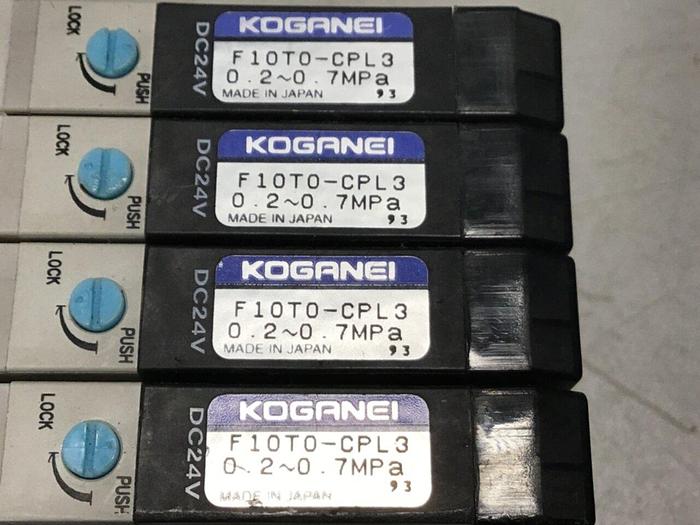 LOCK
PUSH
DC24V
KOGANEI
F10T0-CPL3
0.2~0.7MPa
MADE IN JAPAN 93
LOCK
PUSH
DC24V
KOGANEI
F10T0-CPL3
0.2~0.7MPa
MADE IN JAPAN 93
LOCK
PUSH
DC24V
KOGANEI
F10T0-CPL3
0.2~0.7MPa
MADE IN JAPAN 93
LOCK
PUSH
DC24V
KOGANEI
F10T0-CPL3
0.2~0.7MPa
MADE IN JAPAN 93